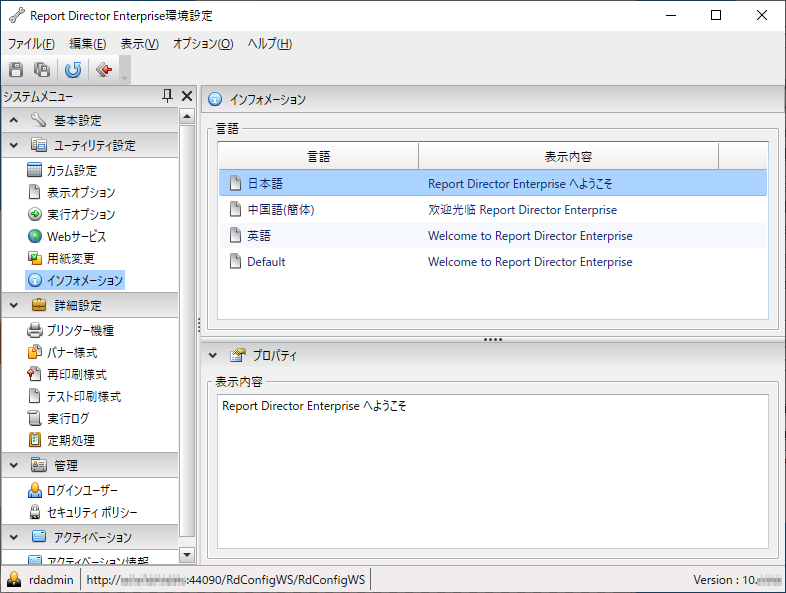 Report Director Enterprise環境設定
ファイル(F) 編集(E) 表示(V) オプション(O) ヘルプ(H)
システムメニュー
基本設定
ユーティリティ設定
カラム設定
表示オプション
実行オプション
Webサービス
用紙変更
インフォメーション
詳細設定
プリンター機種
バナー様式
再印刷様式
テスト印刷様式
実行ログ
定期処理
管理
ログインユーザー
セキュリティ ポリシー
アクティベーション
アクティベーション情報
インフォメーション
言語
言語 表示内容
日本語 Report Director Enterprise へようこそ
中国語(簡体) 欢迎光临 Report Director Enterprise
英語 Welcome to Report Director Enterprise
Default Welcome to Report Director Enterprise
プロパティ
表示内容
Report Director Enterprise へようこそ
rdadmin http:// :44090/RdConfigWS/RdConfigWS Version : 10.